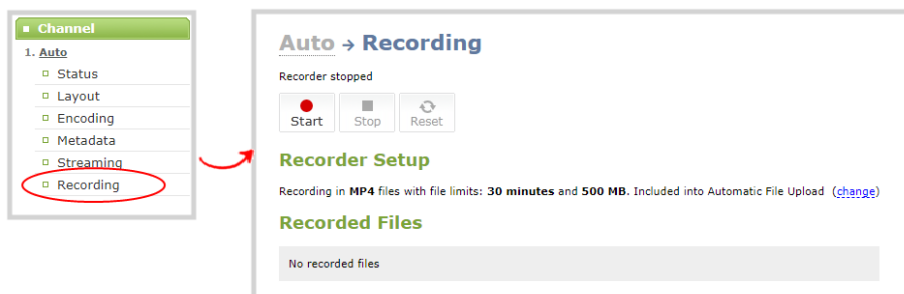 Channel
1. Auto
Status
Layout
Encoding
Metadata
Streaming
Recording
Auto → Recording
Recorder stopped
Start Stop Reset
Recorder Setup
Recording in MP4 files with file limits: 30 minutes and 500 MB. Included into Automatic File Upload (change)
Recorded Files
No recorded files